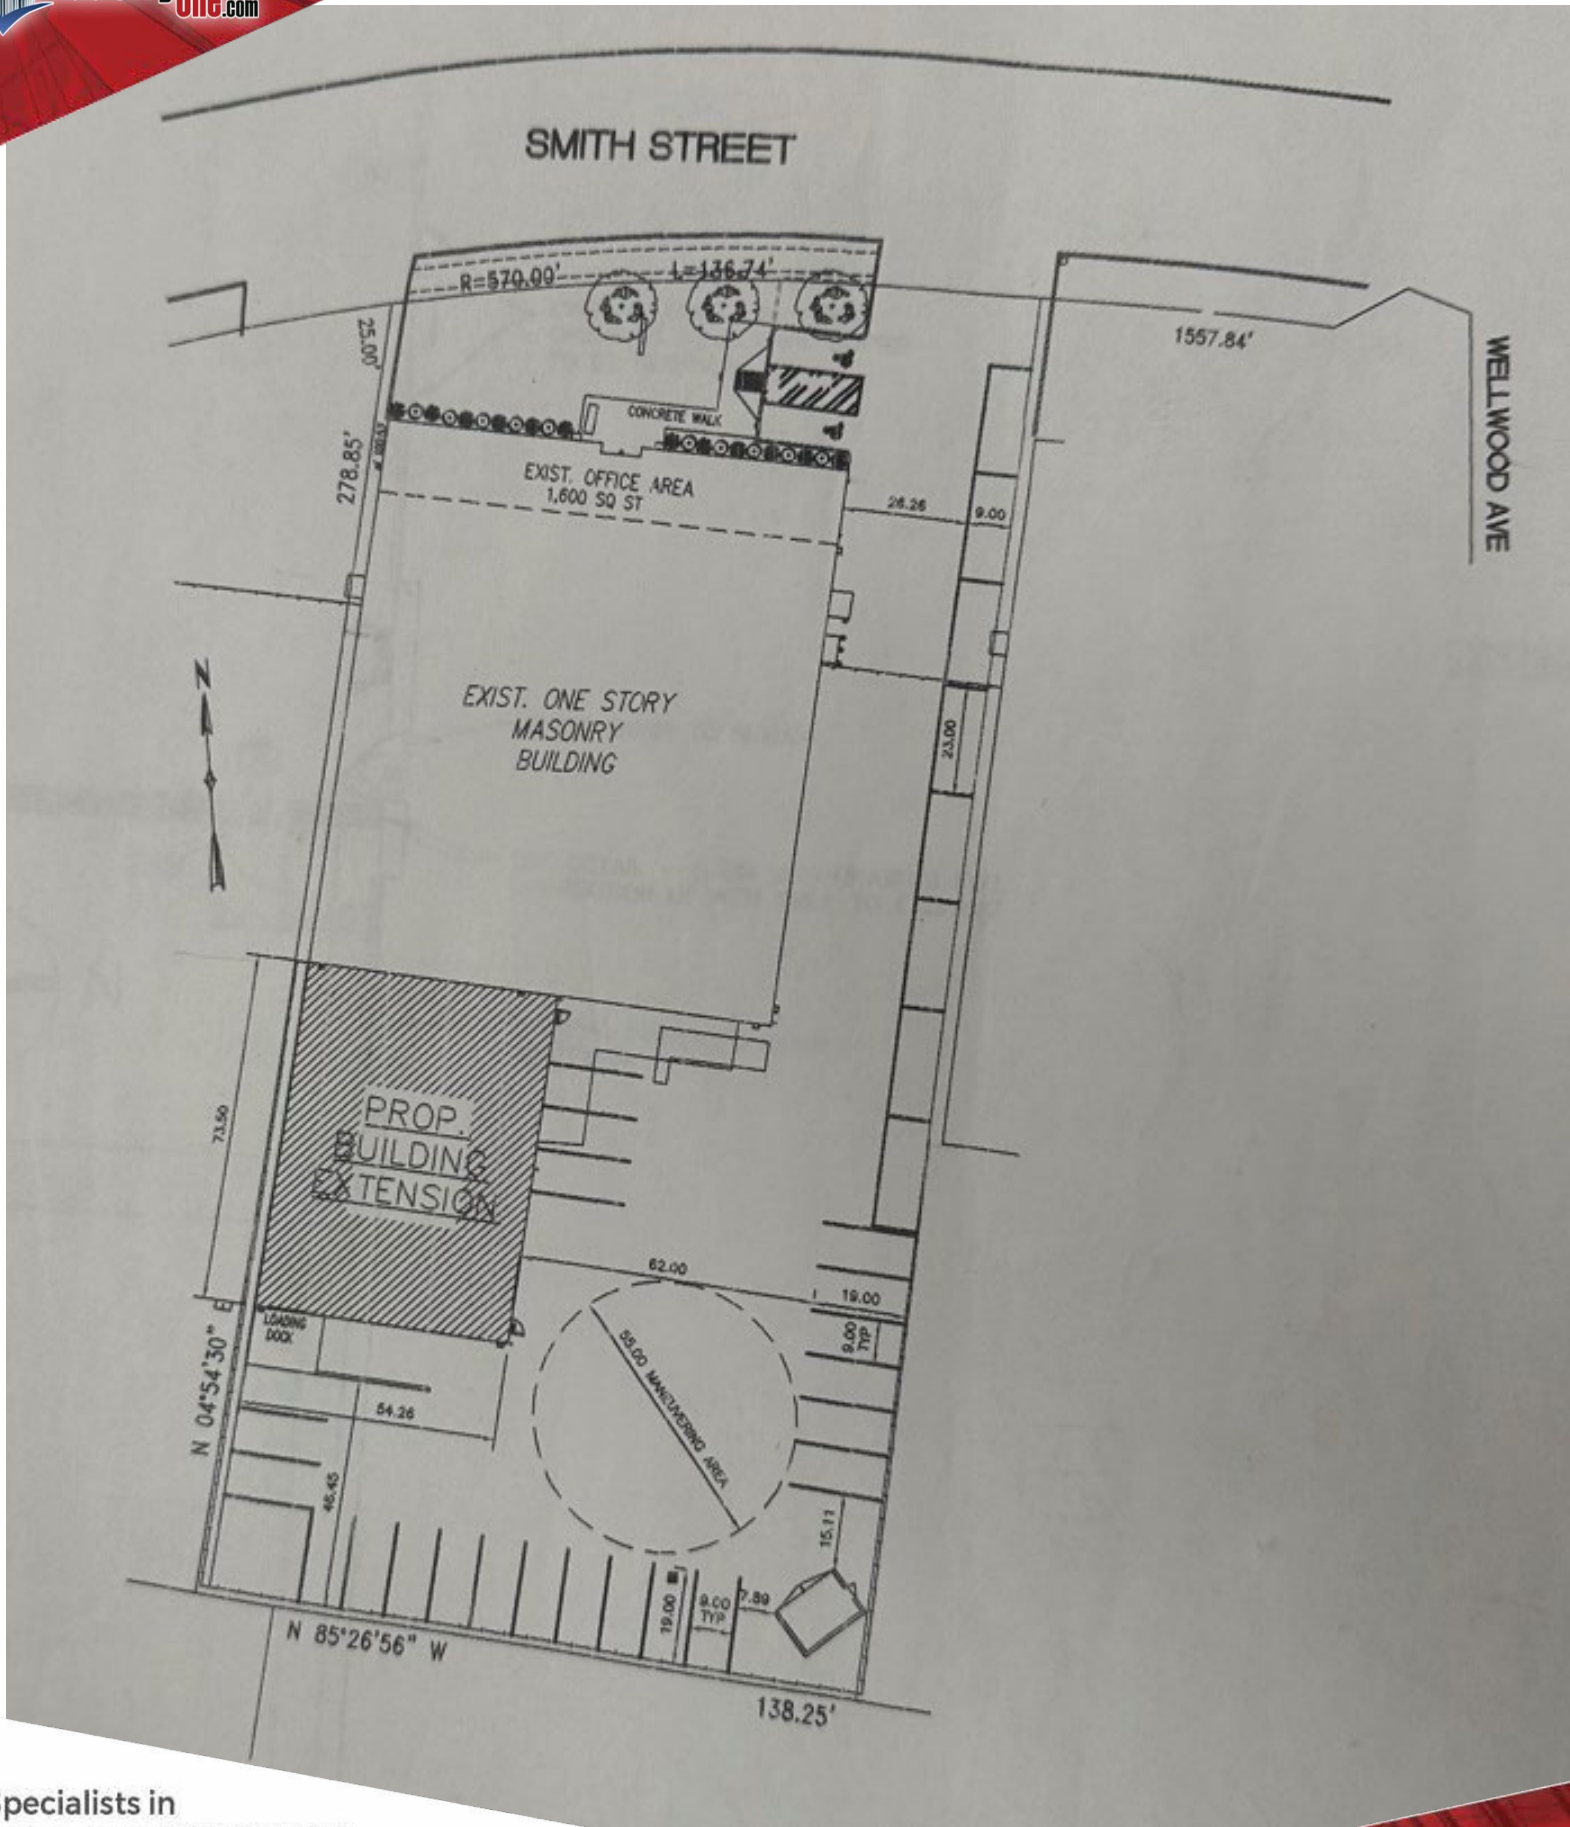 One.com
SMITH STREET
R=570.00'
L=136.74'
25.00'
1557.84'
WELLWOOD AVE
278.85'
CONCRETE WALK
EXIST. OFFICE AREA
1,600 SQ ST
26.26
9.00
N
EXIST. ONE STORY
MASONRY
BUILDING
23.00
73.50
PROP.
BUILDING
EXTENSION
62.00
19.00
9.00
TYP
LOADING
DOCK
55.00 MANEUVERING AREA
N 04°54'30" E
54.26
46.45
15.11
19.00
9.00
TYP
7.89
N 85°26'56" W
138.25'
pecialists in